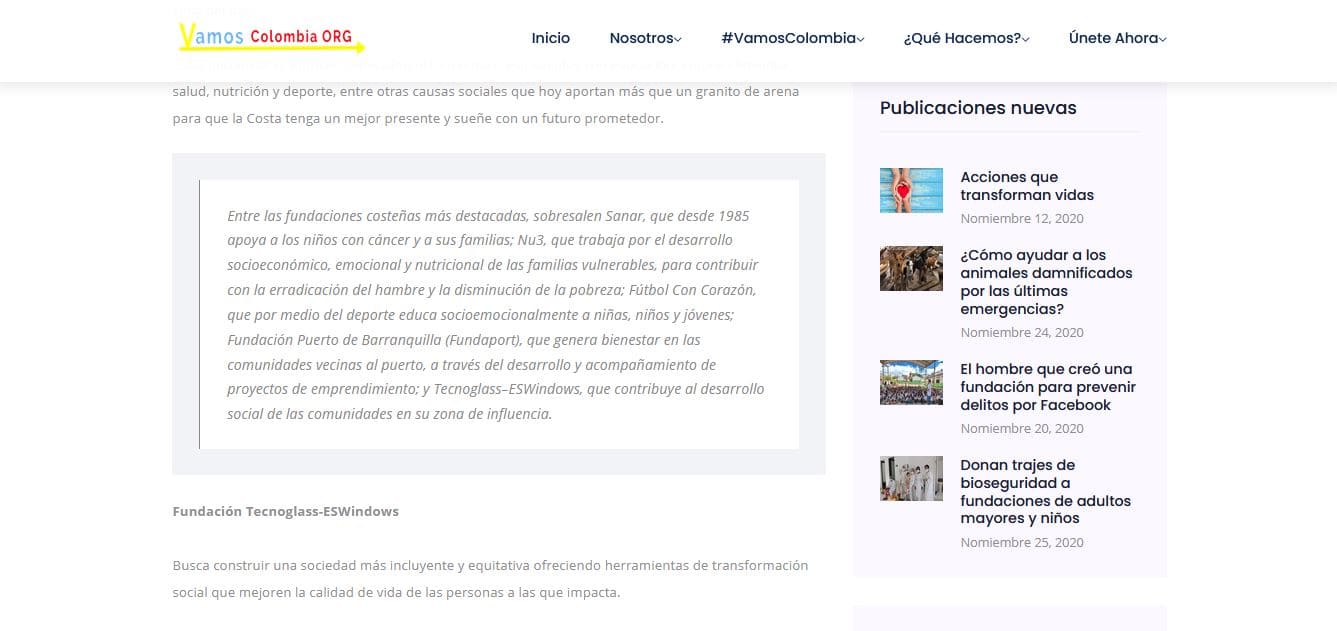 Vamos Colombia ORG
Inicio
Nosotros
#VamosColombia
¿Qué Hacemos?
Únete Ahora
salud, nutrición y deporte, entre otras causas sociales que hoy aportan más que un granito de arena
para que la Costa tenga un mejor presente y sueñe con un futuro prometedor.
Entre las fundaciones costeñas más destacadas, sobresalen Sanar, que desde 1985
apoya a los niños con cáncer y a sus familias; Nu3, que trabaja por el desarrollo
socioeconómico, emocional y nutricional de las familias vulnerables, para contribuir
con la erradicación del hambre y la disminución de la pobreza; Fútbol Con Corazón,
que por medio del deporte educa socioemocionalmente a niñas, niños y jóvenes;
Fundación Puerto de Barranquilla (Fundaport), que genera bienestar en las
comunidades vecinas al puerto, a través del desarrollo y acompañamiento de
proyectos de emprendimiento; y Tecnoglass–ESWindows, que contribuye al desarrollo
social de las comunidades en su zona de influencia.
Fundación Tecnoglass-ESWindows
Busca construir una sociedad más incluyente y equitativa ofreciendo herramientas de transformación
social que mejoren la calidad de vida de las personas a las que impacta.
Publicaciones nuevas
Acciones que
transforman vidas
Nomiembre 12, 2020
¿Cómo ayudar a los
animales damnificados
por las últimas
emergencias?
Nomiembre 24, 2020
El hombre que creó una
fundación para prevenir
delitos por Facebook
Nomiembre 20, 2020
Donan trajes de
bioseguridad a
fundaciones de adultos
mayores y niños
Nomiembre 25, 2020